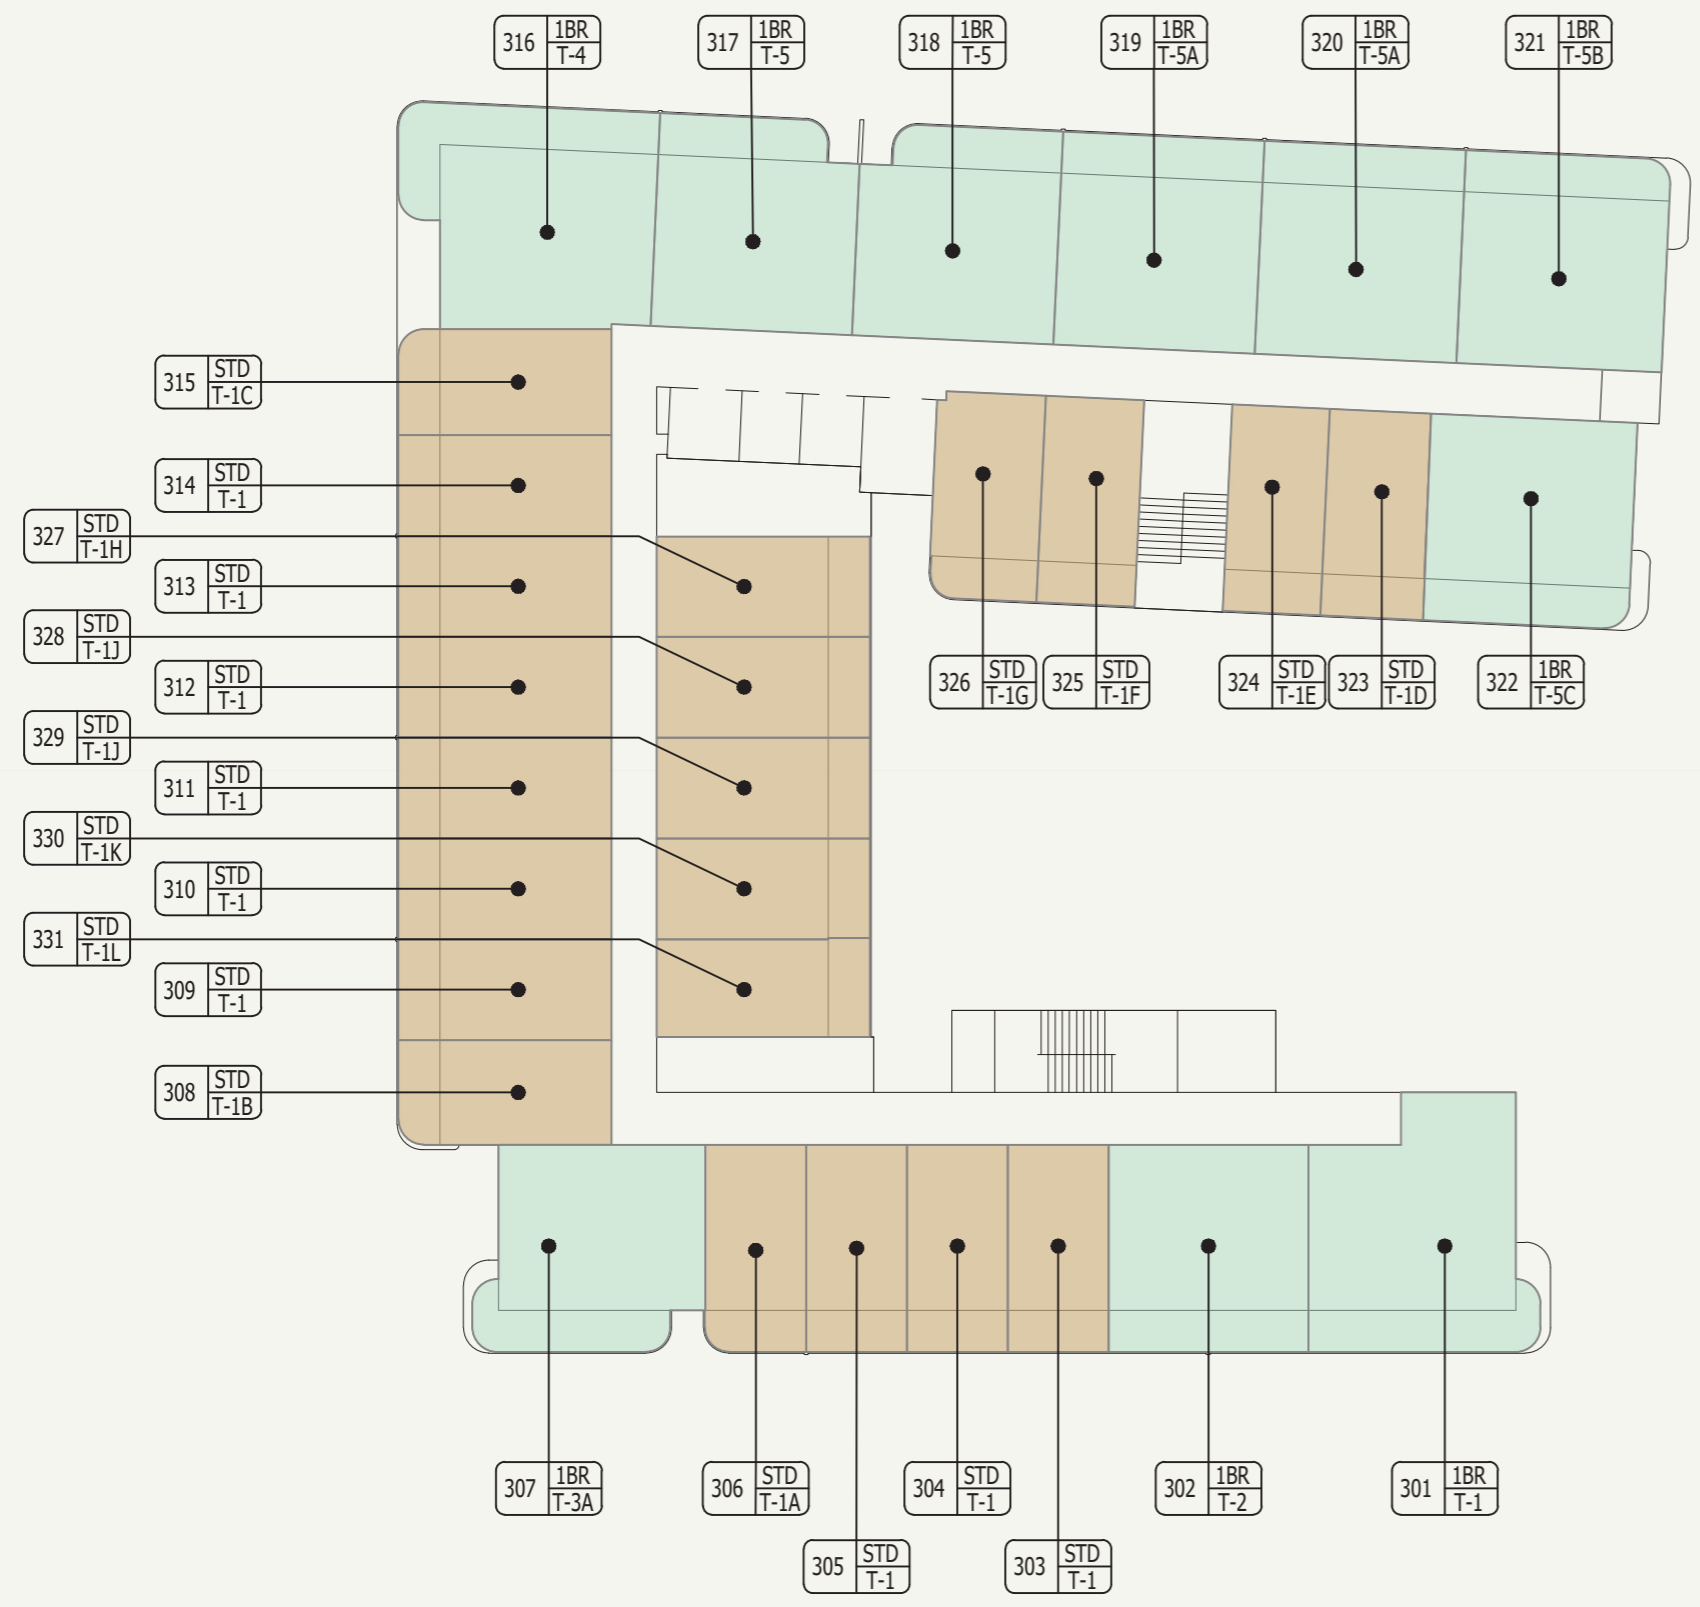 316 1BR T-4
317 1BR T-5
318 1BR T-5
319 1BR T-5A
320 1BR T-5A
321 1BR T-5B
315 STD T-1C
314 STD T-1
327 STD T-1H
313 STD T-1
328 STD T-1J
312 STD T-1
326 STD T-1G
325 STD T-1F
324 STD T-1E
323 STD T-1D
322 1BR T-5C
329 STD T-1J
311 STD T-1
330 STD T-1K
310 STD T-1
331 STD T-1L
309 STD T-1
308 STD T-1B
307 1BR T-3A
306 STD T-1A
304 STD T-1
302 1BR T-2
301 1BR T-1
305 STD T-1
303 STD T-1